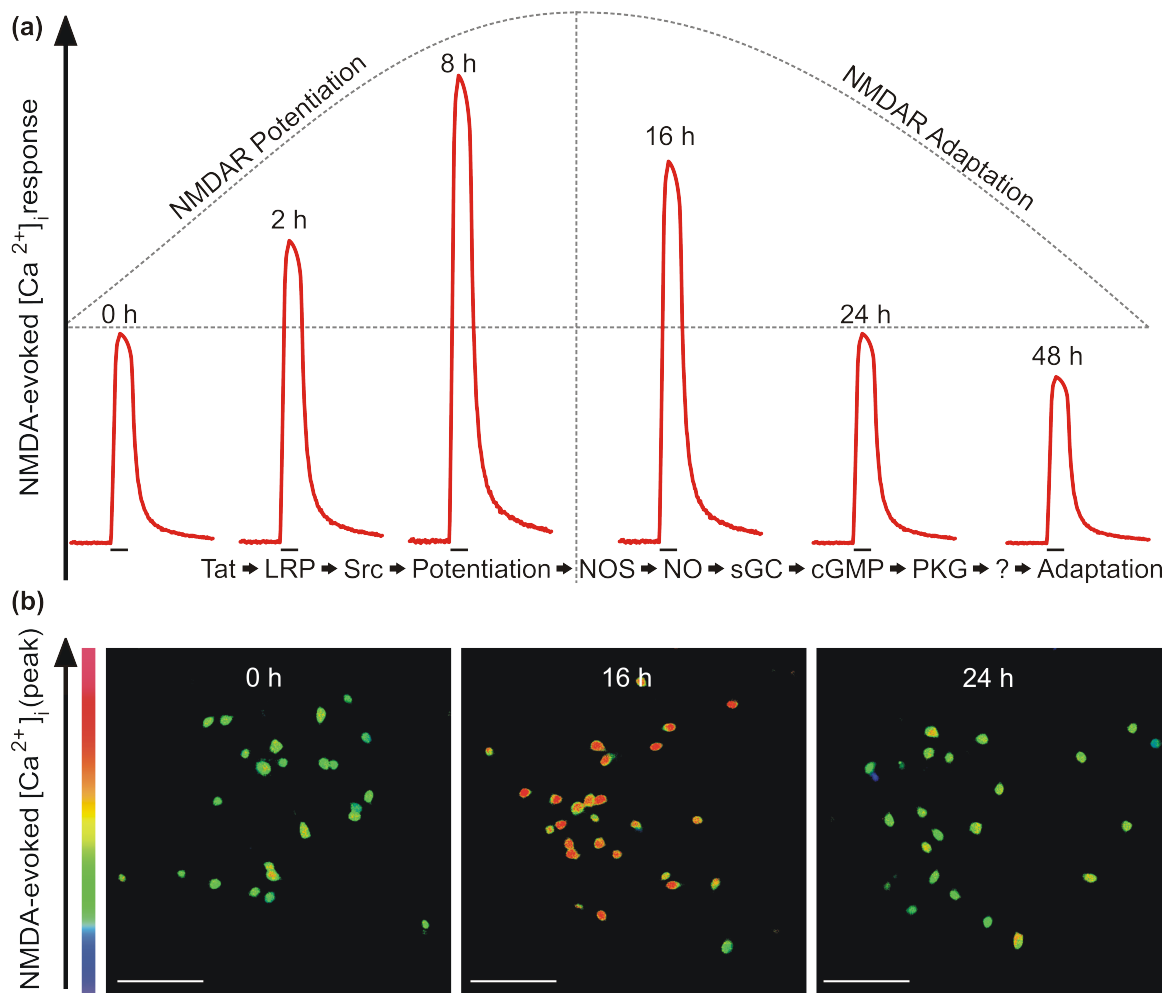 (a)
NMDA-evoked [Ca 2+]i response
NMDAR Potentiation
NMDAR Adaptation
0 h
2 h
8 h
16 h
24 h
48 h
Tat → LRP → Src → Potentiation → NOS → NO → sGC → cGMP → PKG → ? → Adaptation
(b)
NMDA-evoked [Ca 2+]i (peak)
0 h
16 h
24 h